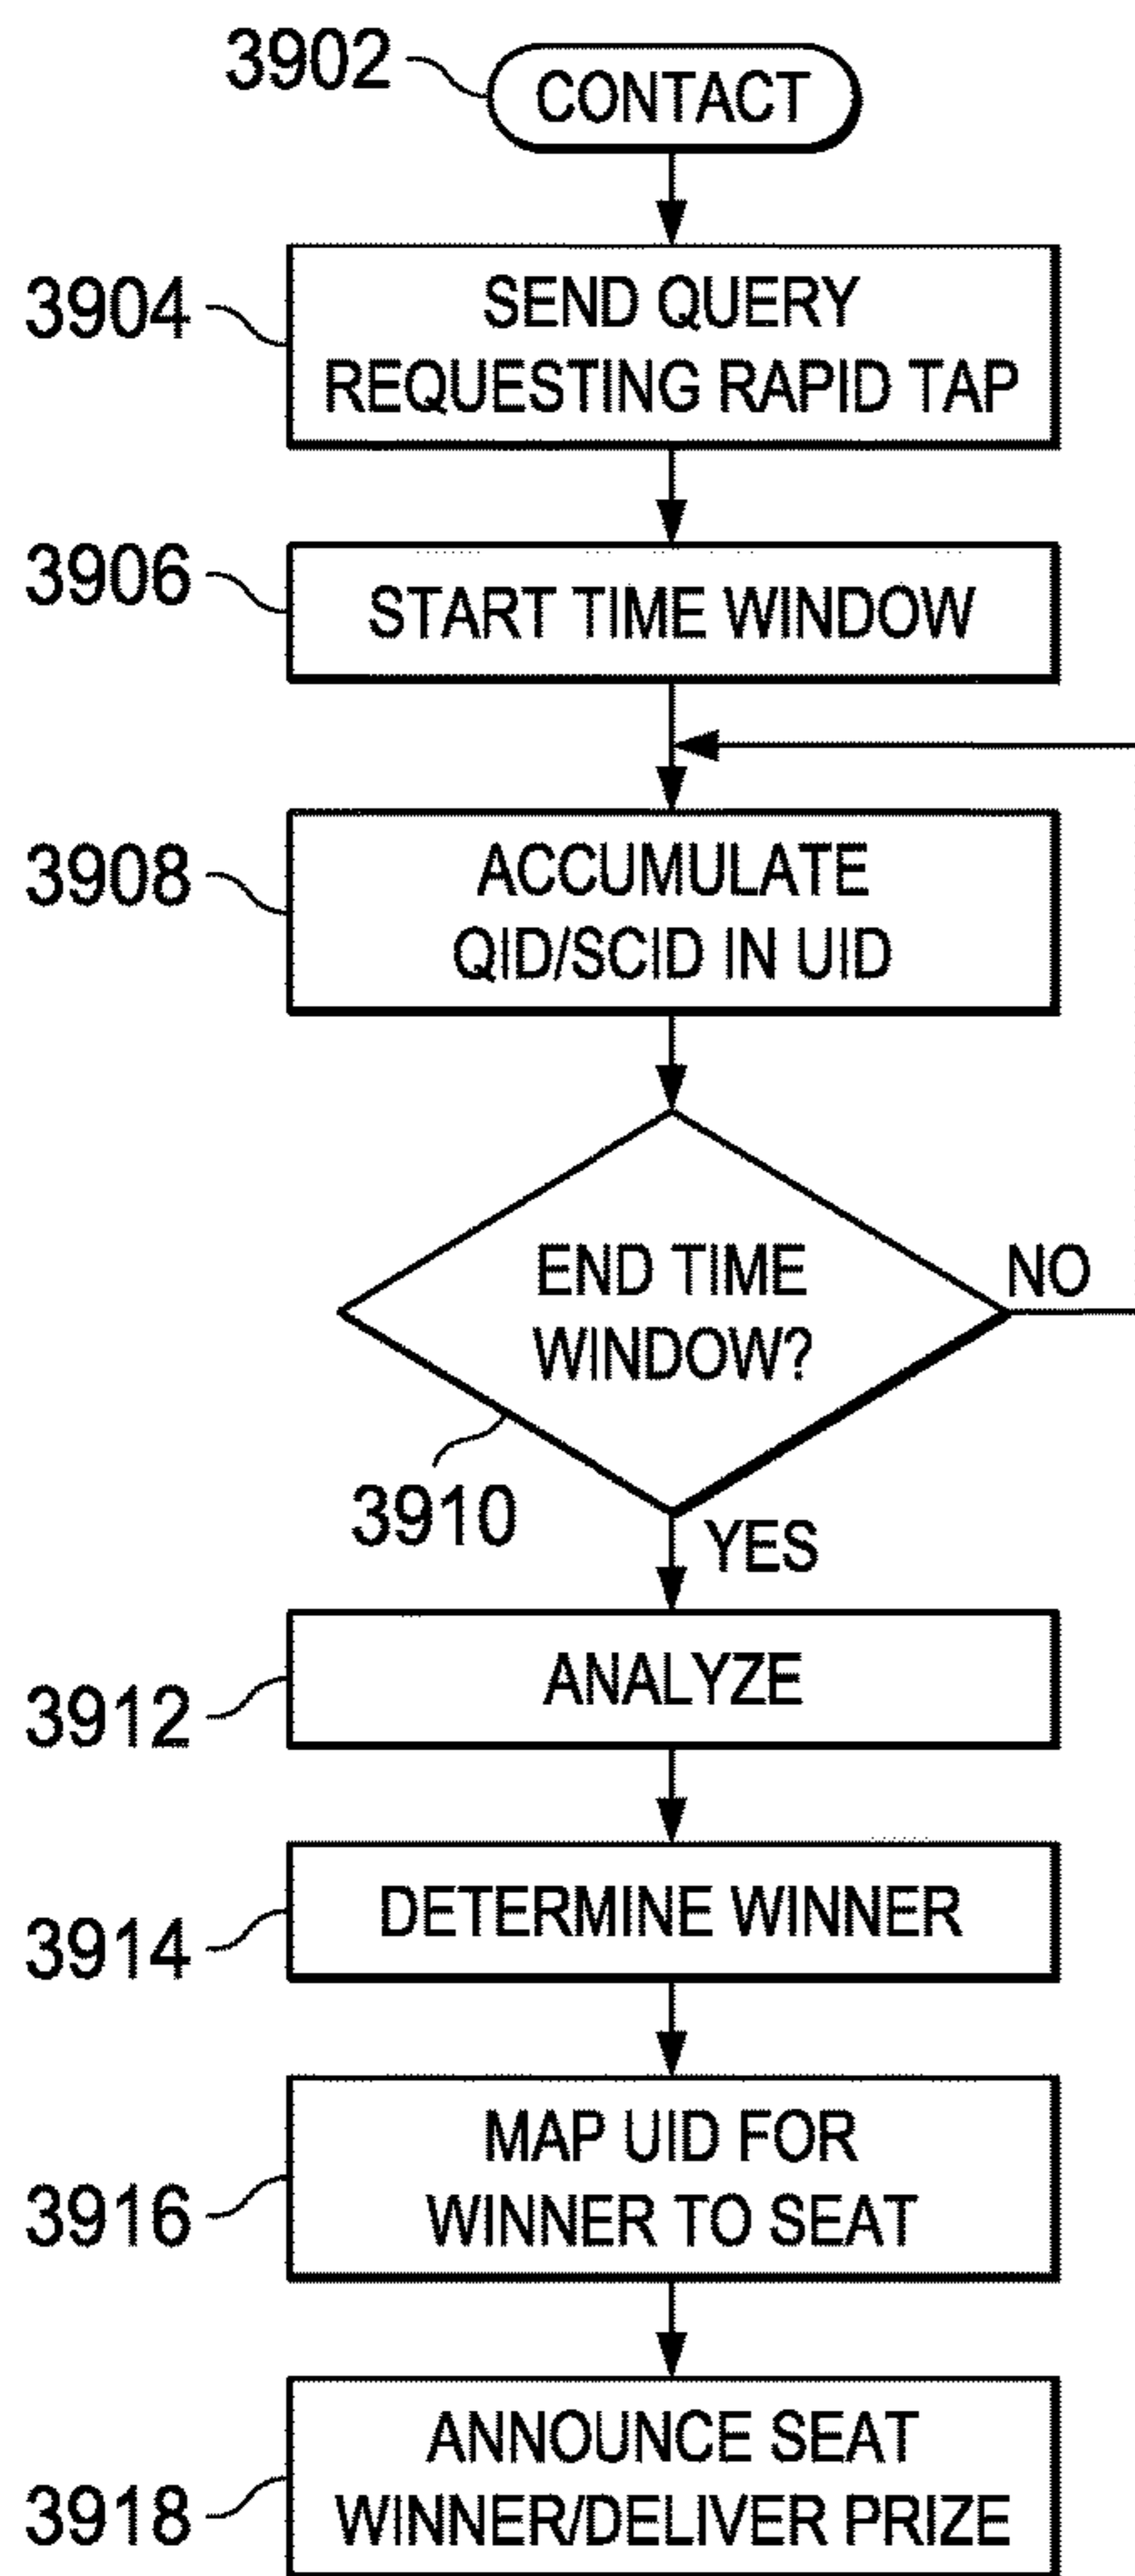 3902
CONTACT
3904
SEND QUERY
REQUESTING RAPID TAP
3906
START TIME WINDOW
3908
ACCUMULATE
QID/SCID IN UID
END TIME
WINDOW?
NO
3910
YES
3912
ANALYZE
3914
DETERMINE WINNER
3916
MAP UID FOR
WINNER TO SEAT
3918
ANNOUNCE SEAT
WINNER/DELIVER PRIZE